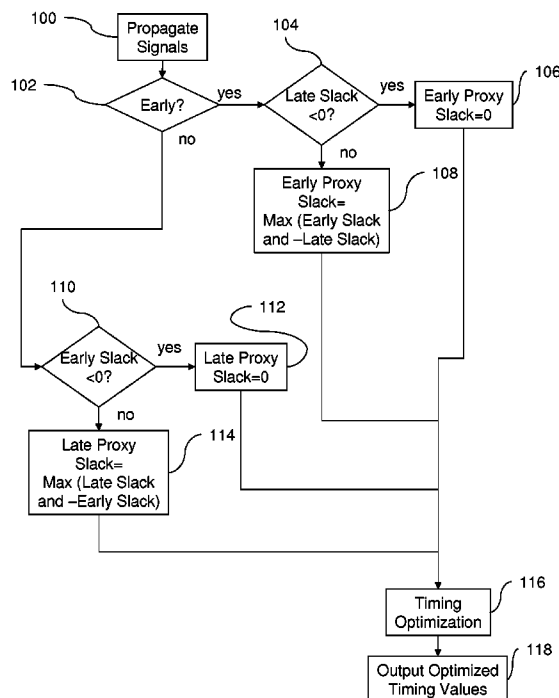 100
Propagate
Signals
104
102
Early?
yes
Late Slack
<0?
yes
Early Proxy
Slack=0
106
no
no
Early Proxy
Slack=
Max (Early Slack
and –Late Slack)
108
110
112
Early Slack
<0?
yes
Late Proxy
Slack=0
no
Late Proxy
Slack=
Max (Late Slack
and –Early Slack)
114
Timing
Optimization
116
Output Optimized
Timing Values
118